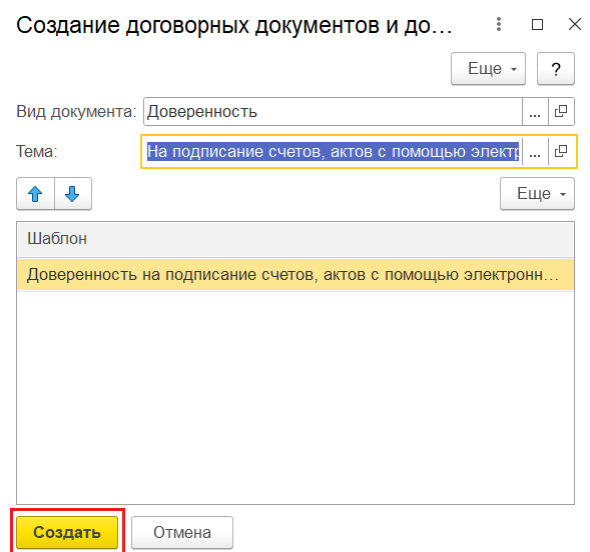 Создание договорных документов и до...
Еще ?
Вид документа: Доверенность ...
Тема: На подписание счетов, актов с помощью электр ...
Еще
Шаблон
Доверенность на подписание счетов, актов с помощью электронн...
Создать Отмена